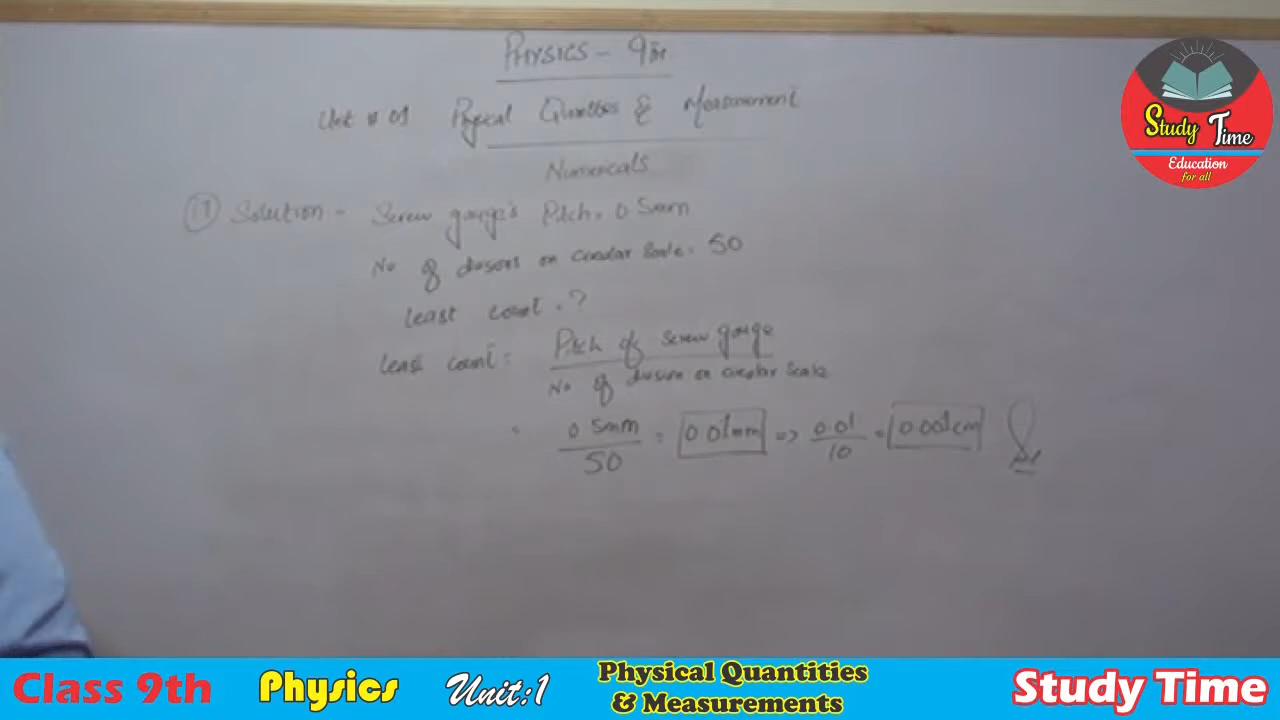 PHYSICS - 9th
Unit # 01 Physical Quantities & Measurement
Numericals
Solution - Screw gauge's Pitch = 0.5mm
No of divisions on circular scale = 50
Least count = ?
Least count = Pitch of screw gauge
No of division on circular scale
= 0.5mm / 50 = 0.01mm => 0.01 / 10 = 0.001cm
Study Time
Education
for all
Class 9th Physics Unit:1 Physical Quantities & Measurements Study Time